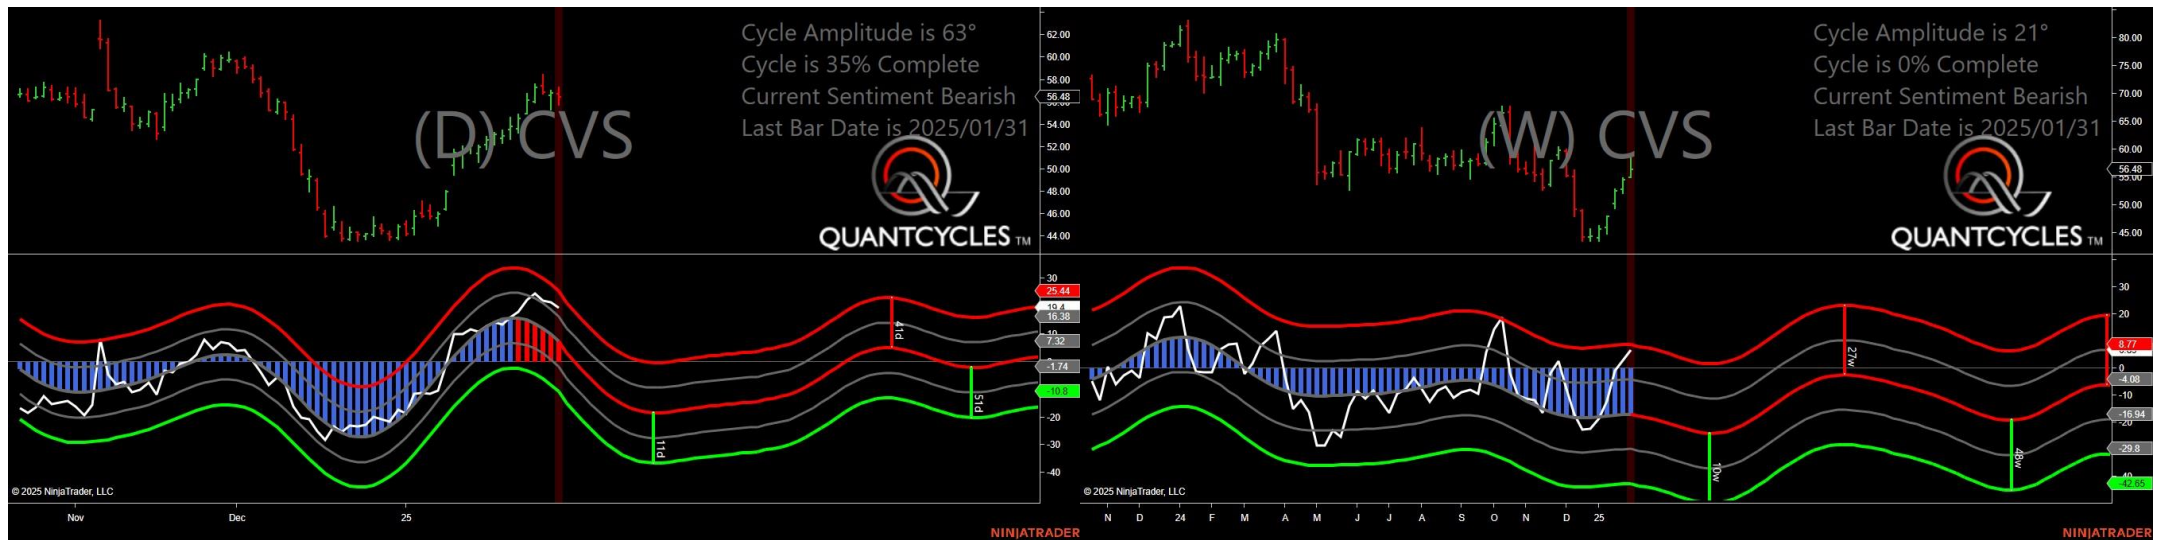 Cycle Amplitude is 63°
Cycle is 35% Complete
Current Sentiment Bearish
Last Bar Date is 2025/01/31
(D) CVS
QUANTCYCLES TM
62.00
60.00
58.00
56.48
54.00
52.00
50.00
48.00
46.00
44.00
30
25.44
19.4
16.38
10
7.32
-1.74
-10.8
-20
-30
-40
41d
51d
11d
© 2025 NinjaTrader, LLC
Nov
Dec
25
NINJATRADER
Cycle Amplitude is 21°
Cycle is 0% Complete
Current Sentiment Bearish
Last Bar Date is 2025/01/31
(W) CVS
QUANTCYCLES TM
80.00
75.00
70.00
65.00
60.00
56.48
55.00
50.00
45.00
30
20
8.77
0
-4.08
-10
-16.94
-20
-29.8
-40
-42.65
27w
48w
10w
© 2025 NinjaTrader, LLC
N D 24 F M A M J J A S O N D 25
NINJATRADER